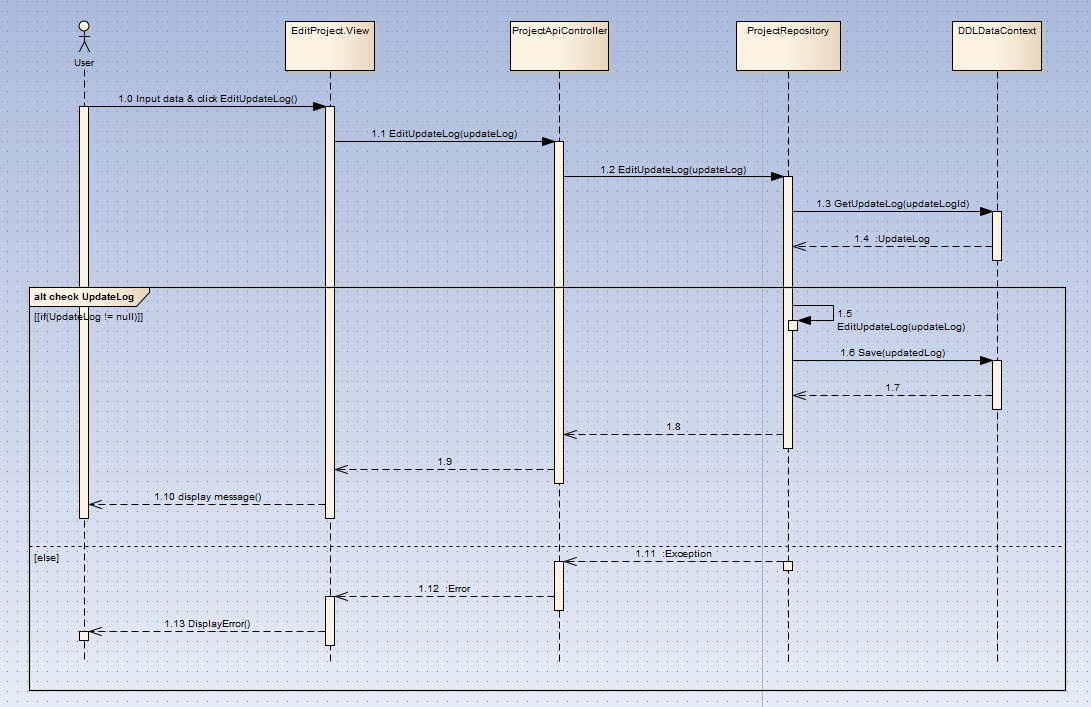 EditProject.View
ProjectApiController
ProjectRepository
DDLDataContext
User
1.0 Input data & click EditUpdateLog()
1.1 EditUpdateLog(updateLog)
1.2 EditUpdateLog(updateLog)
1.3 GetUpdateLog(updateLogId)
1.4 :UpdateLog
alt check UpdateLog
[[if(UpdateLog != null)]]
1.5
EditUpdateLog(updateLog)
1.6 Save(updatedLog)
1.7
1.8
1.9
1.10 display message()
[else]
1.11 :Exception
1.12 :Error
1.13 DisplayError()